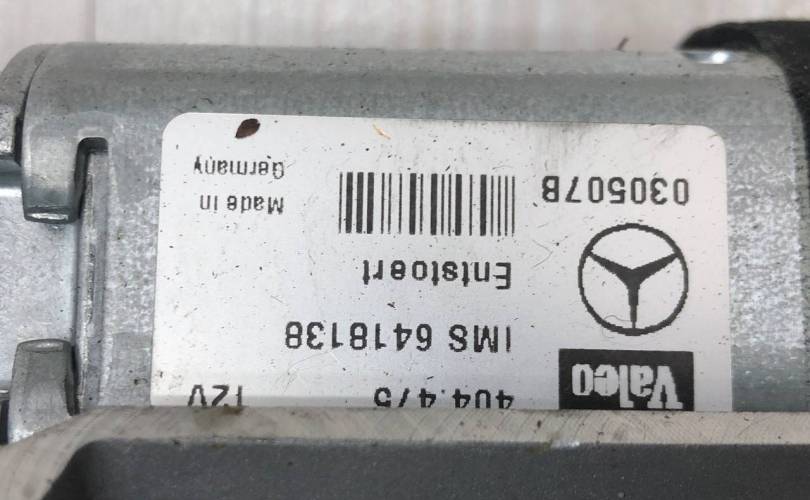 Valeo 404.475 12V
IMS 6418138
Entstoert
030507B
Made in
Germany